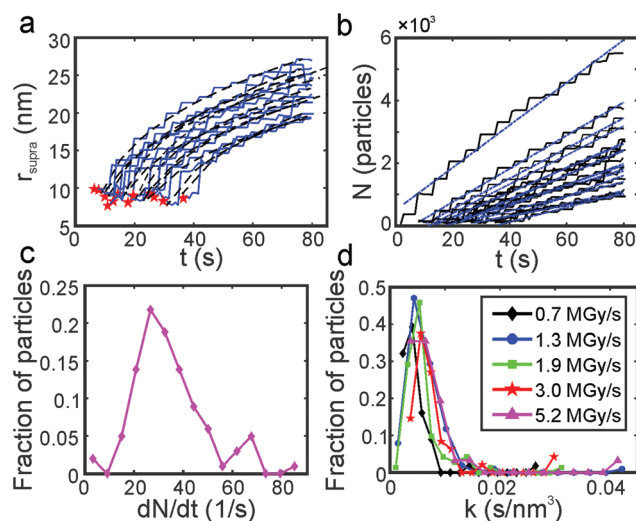 a
b
×10³
r_supra (nm)
30
25
20
15
10
5
0 20 40 60 80
t (s)
N (particles)
6
4
2
0
0 20 40 60 80
t (s)
c
d
Fraction of particles
0.25
0.2
0.15
0.1
0.05
0
0 20 40 60 80
dN/dt (1/s)
Fraction of particles
0.5
0.4
0.3
0.2
0.1
0
0 0.02 0.04
k (s/nm³)
0.7 MGy/s
1.3 MGy/s
1.9 MGy/s
3.0 MGy/s
5.2 MGy/s